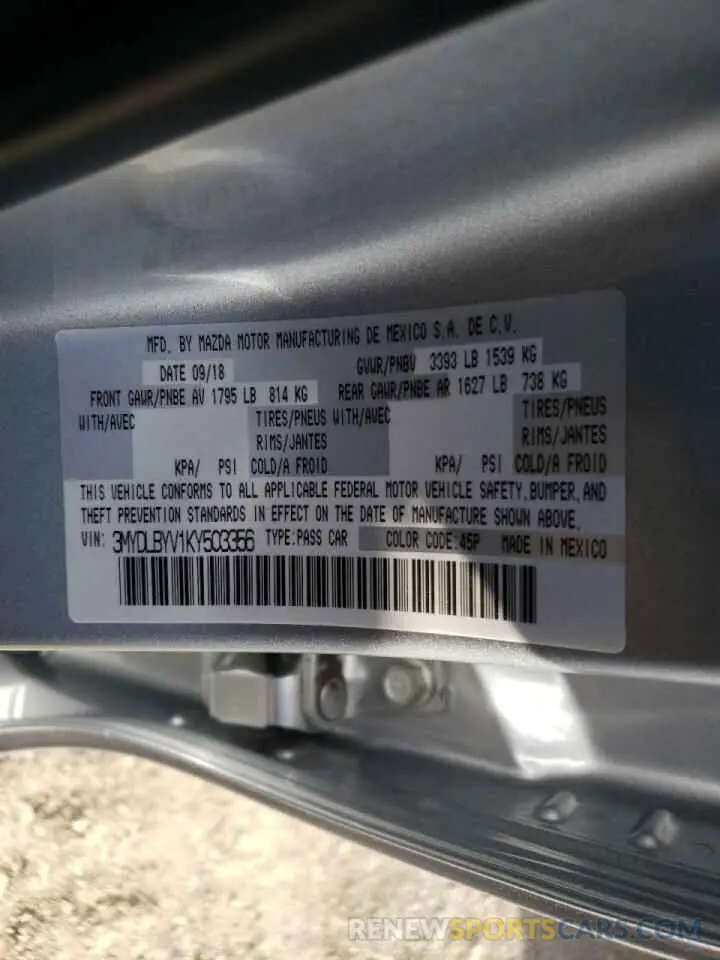 MFD. BY MAZDA MOTOR MANUFACTURING DE MEXICO S.A. DE C.V.
DATE 09/18 GVWR/PNBV 3393 LB 1539 KG
FRONT GAWR/PNBE AV 1795 LB 814 KG REAR GAWR/PNBE AR 1627 LB 738 KG
WITH/AVEC TIRES/PNEUS WITH/AVEC TIRES/PNEUS
RIMS/JANTES RIMS/JANTES
KPA/ PSI COLD/A FROID KPA/ PSI COLD/A FROID
THIS VEHICLE CONFORMS TO ALL APPLICABLE FEDERAL MOTOR VEHICLE SAFETY, BUMPER, AND
THEFT PREVENTION STANDARDS IN EFFECT ON THE DATE OF MANUFACTURE SHOWN ABOVE.
VIN: 3MYDLBYV1KY503356 TYPE:PASS CAR COLOR CODE:45P MADE IN MEXICO
RENEWSPORTSCARS.COM